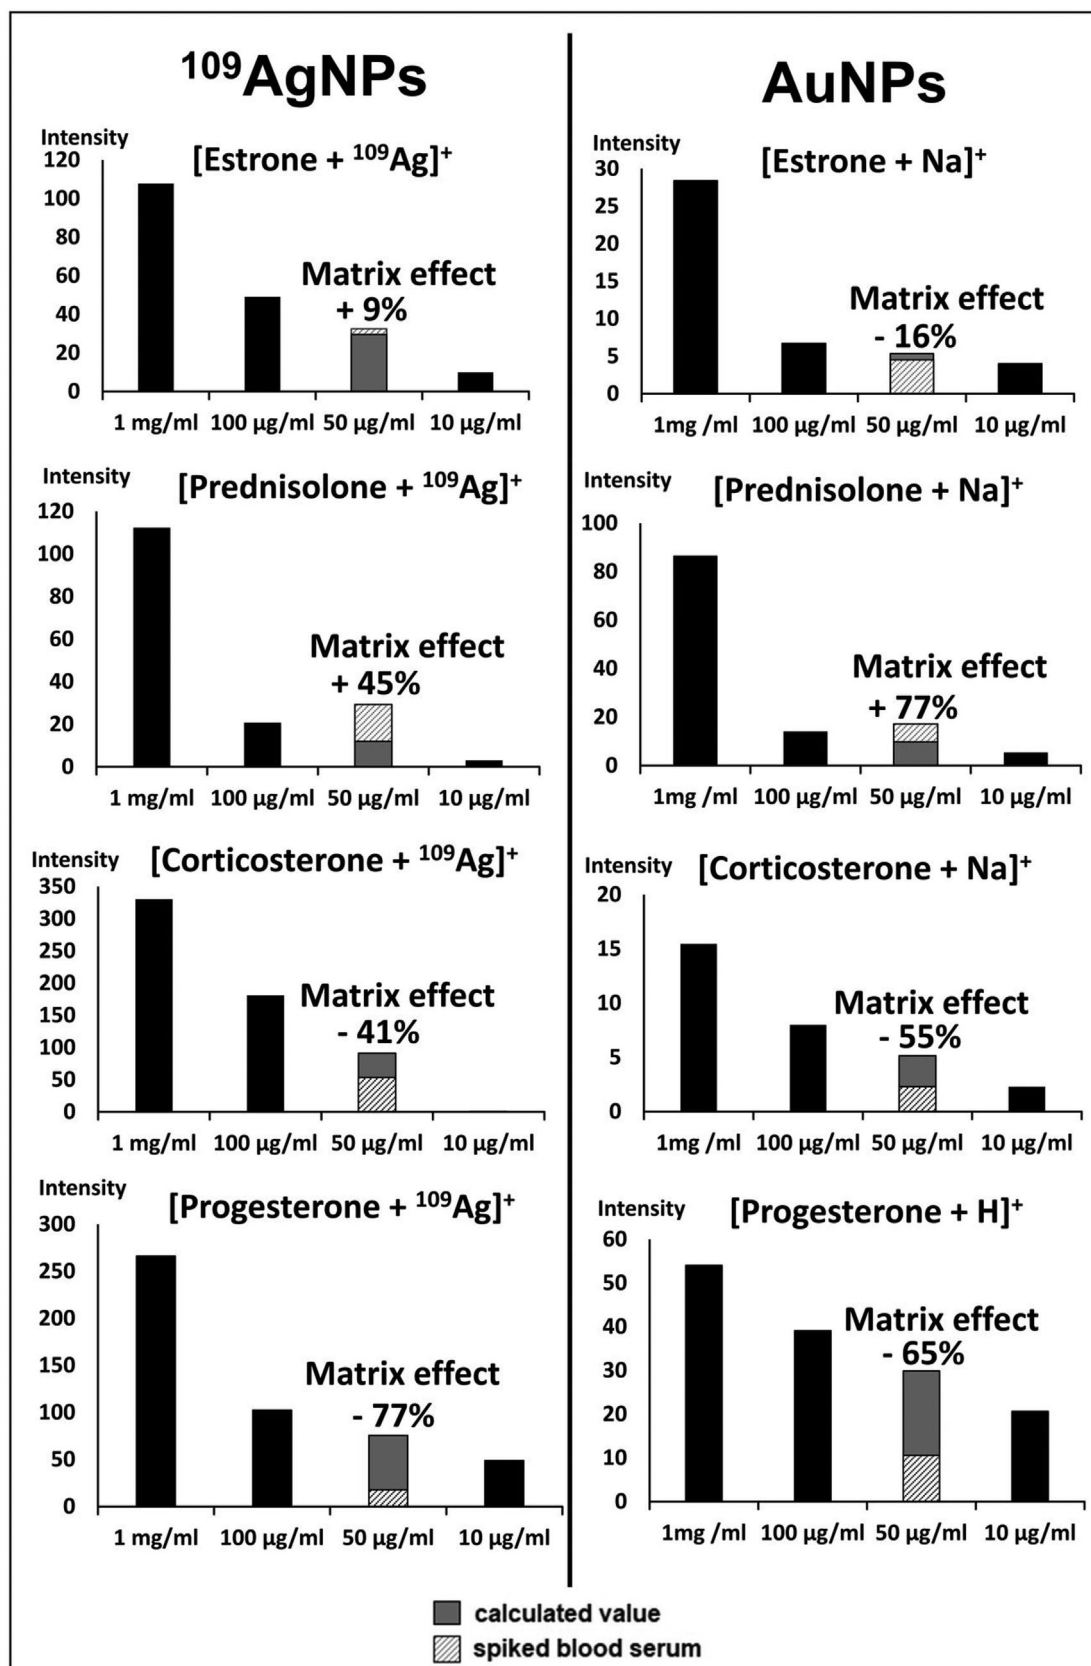 ¹⁰⁹AgNPs
Intensity
[Estrone + ¹⁰⁹Ag]⁺
120
100
80
60
40
20
0
Matrix effect
+ 9%
1 mg/ml 100 µg/ml 50 µg/ml 10 µg/ml
Intensity
[Prednisolone + ¹⁰⁹Ag]⁺
120
100
80
60
40
20
0
Matrix effect
+ 45%
1 mg/ml 100 µg/ml 50 µg/ml 10 µg/ml
Intensity
[Corticosterone + ¹⁰⁹Ag]⁺
350
300
250
200
150
100
50
0
Matrix effect
- 41%
1 mg/ml 100 µg/ml 50 µg/ml 10 µg/ml
Intensity
[Progesterone + ¹⁰⁹Ag]⁺
300
250
200
150
100
50
0
Matrix effect
- 77%
1 mg/ml 100 µg/ml 50 µg/ml 10 µg/ml
AuNPs
Intensity
[Estrone + Na]⁺
30
25
20
15
10
5
0
Matrix effect
- 16%
1mg /ml 100 µg/ml 50 µg/ml 10 µg/ml
Intensity
[Prednisolone + Na]⁺
100
80
60
40
20
0
Matrix effect
+ 77%
1mg /ml 100 µg/ml 50 µg/ml 10 µg/ml
Intensity
[Corticosterone + Na]⁺
20
15
10
5
0
Matrix effect
- 55%
1mg /ml 100 µg/ml 50 µg/ml 10 µg/ml
Intensity
[Progesterone + H]⁺
60
50
40
30
20
10
0
Matrix effect
- 65%
1mg /ml 100 µg/ml 50 µg/ml 10 µg/ml
calculated value
spiked blood serum